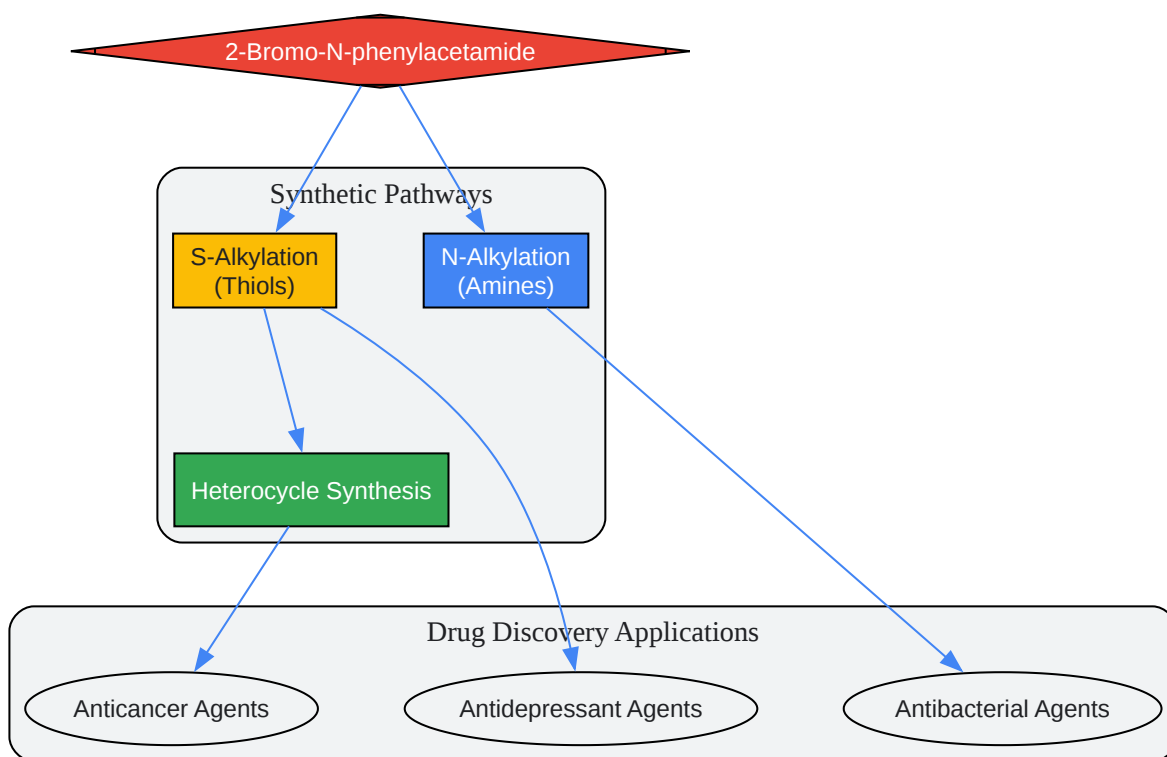 2-Bromo-N-phenylacetamide
Synthetic Pathways
S-Alkylation
(Thiols)
N-Alkylation
(Amines)
Heterocycle Synthesis
Drug Discovery Applications
Anticancer Agents
Antidepressant Agents
Antibacterial Agents